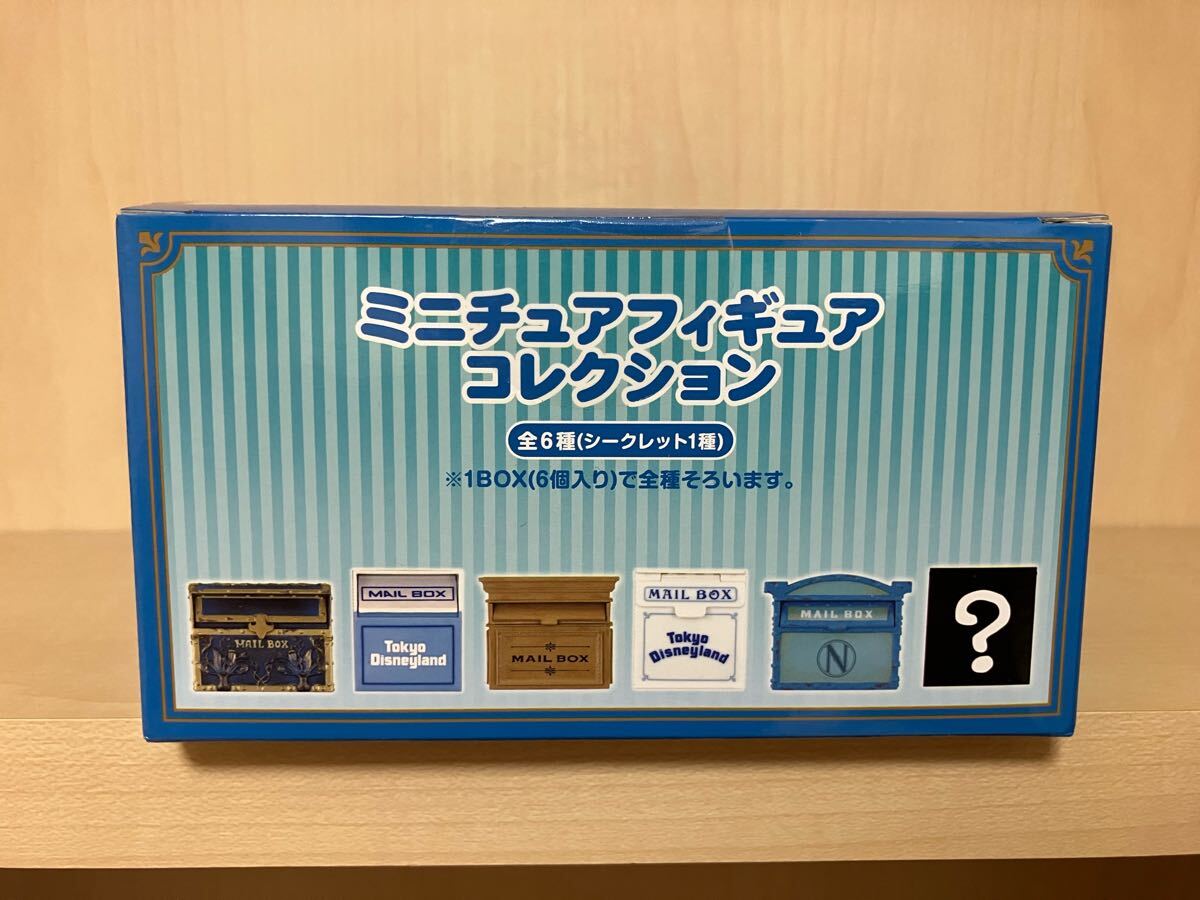 ミニチュアフィギュア
コレクション
全6種(シークレット1種)
※1BOX(6個入り)で全種そろいます。
MAIL BOX
MAIL BOX
Tokyo
Disneyland
MAIL BOX
MAIL BOX
Tokyo
Disneyland
MAIL BOX
N
?